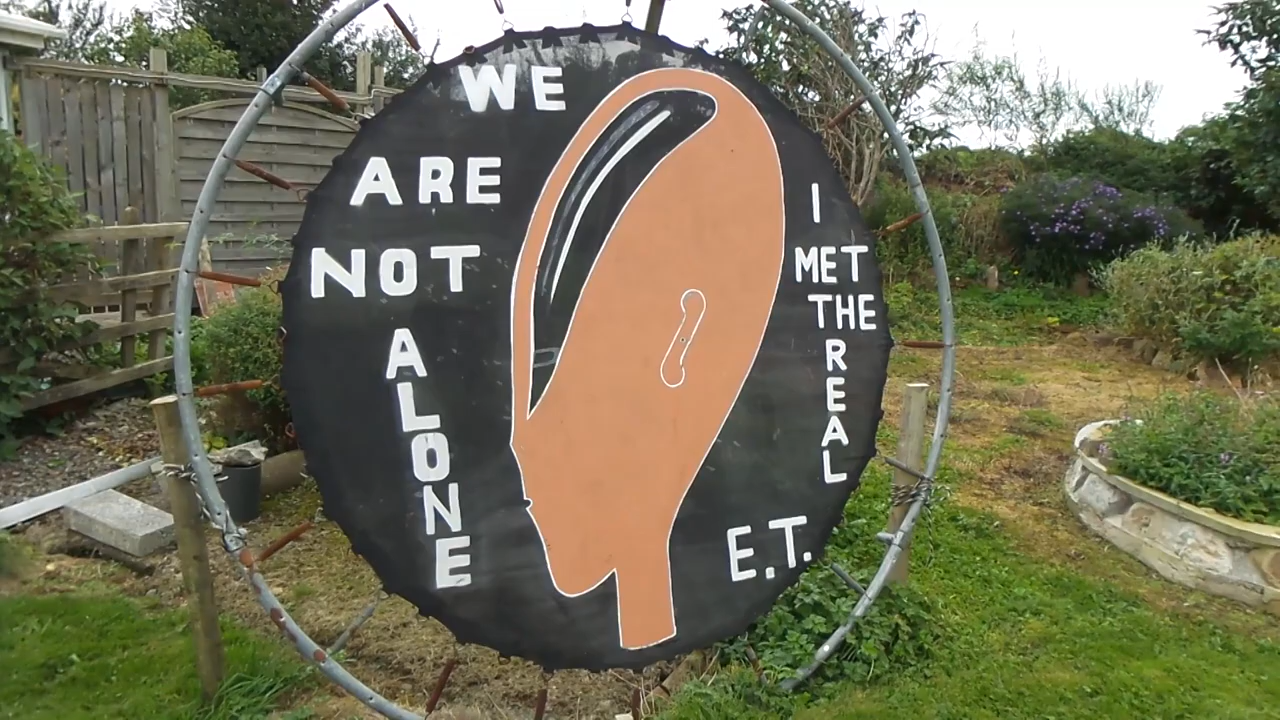 WE
ARE
NOT
ALONE
I
MET
THE
REAL
E.T.